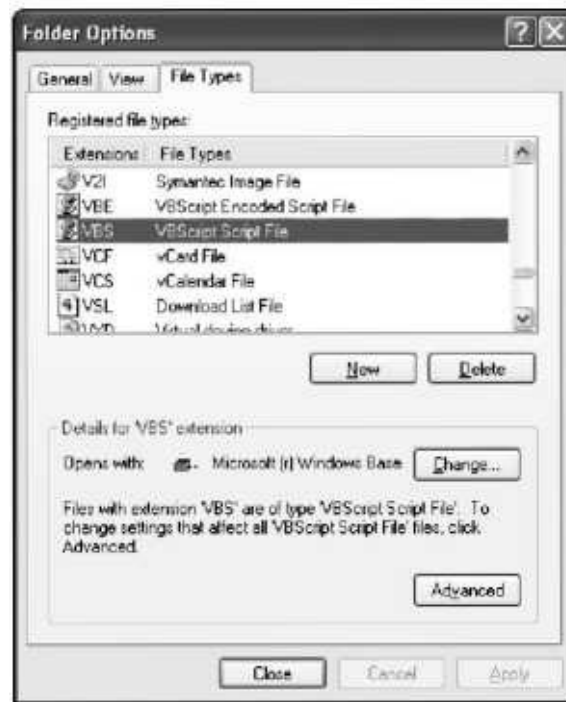 Folder Options
General View File Types
Registered file types:
Extensions File Types
V2I Symantec Image File
VBE VBScript Encoded Script File
VBS VBScript Script File
VCF vCard File
VCS vCalendar File
VSL Download List File
New Delete
Details for 'VBS' extension
Opens with: Microsoft (r) Windows Base Change...
Files with extension 'VBS' are of type 'VBScript Script File'. To
change settings that affect all 'VBScript Script File' files, click
Advanced.
Advanced
Close Cancel Apply